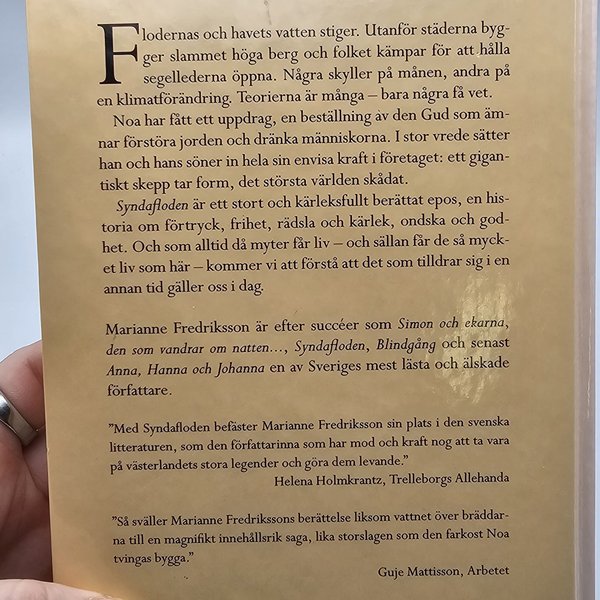 Flodernas och havets vatten stiger. Utanför städerna byg-
ger slammet höga berg och folket kämpar för att hålla
segellederna öppna. Några skyller på månen, andra på
en klimatförändring. Teorierna är många – bara några få vet.
Noa har fått ett uppdrag, en beställning av den Gud som äm-
nar förstöra jorden och dränka människorna. I stor vrede sätter
han och hans söner in hela sin envisa kraft i företaget: ett gigan-
tiskt skepp tar form, det största världen skådat.
Syndafloden är ett stort och kärleksfullt berättat epos, en his-
toria om förtryck, frihet, rädsla och kärlek, ondska och god-
het. Och som alltid då myter får liv – och sällan får de så myck-
et liv som här – kommer vi att förstå att det som tilldrar sig i en
annan tid gäller oss i dag.
Marianne Fredriksson är efter succéer som Simon och ekarna,
den som vandrar om natten..., Syndafloden, Blindgång och senast
Anna, Hanna och Johanna en av Sveriges mest lästa och älskade
författare.
”Med Syndafloden befäster Marianne Fredriksson sin plats i den svenska
litteraturen, som den författarinna som har mod och kraft nog att ta vara
på västerlandets stora legender och göra dem levande.”
Helena Holmkrantz, Trelleborgs Allehanda
”Så sväller Marianne Fredrikssons berättelse liksom vattnet över bräddar-
na till en magnifikt innehållsrik saga, lika storslagen som den farkost Noa
tvingas bygga.”
Guje Mattisson, Arbetet